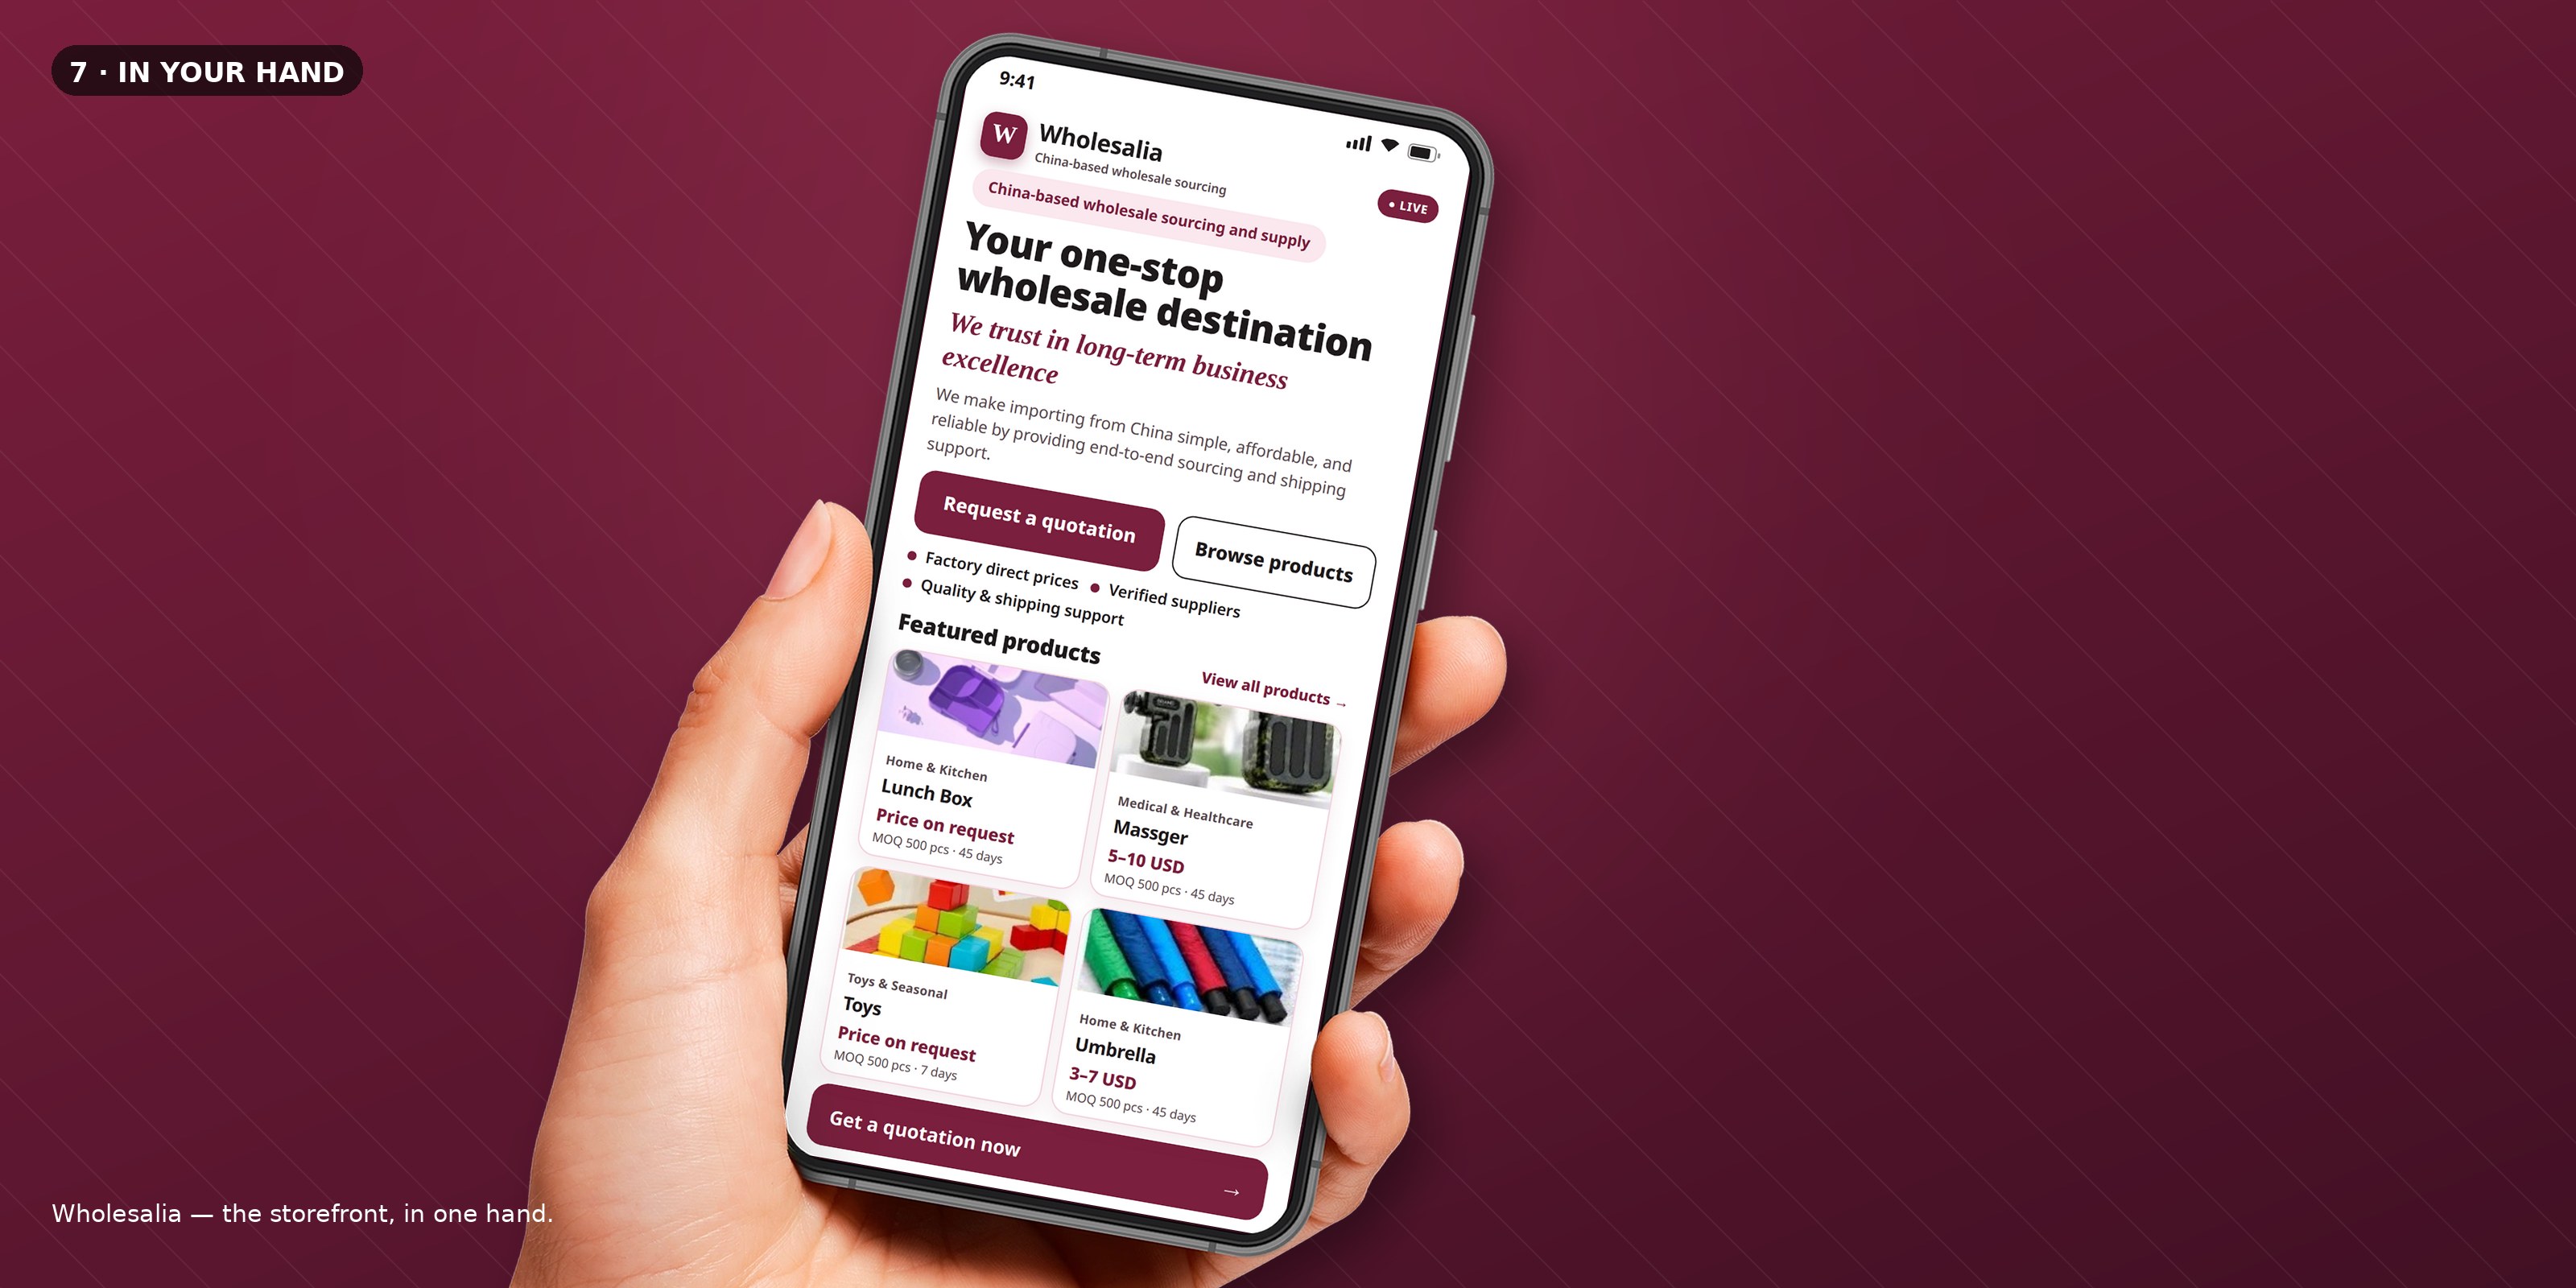 7 · IN YOUR HAND
9:41
W
Wholesalia
China-based wholesale sourcing
• LIVE
China-based wholesale sourcing and supply
Your one-stop
wholesale destination
We trust in long-term business
excellence
We make importing from China simple, affordable, and
reliable by providing end-to-end sourcing and shipping
support.
Request a quotation
Browse products
• Factory direct prices • Verified suppliers
• Quality & shipping support
Featured products
View all products →
Home & Kitchen
Lunch Box
Price on request
MOQ 500 pcs · 45 days
Medical & Healthcare
Massger
5–10 USD
MOQ 500 pcs · 45 days
Toys & Seasonal
Toys
Price on request
MOQ 500 pcs · 7 days
Home & Kitchen
Umbrella
3–7 USD
MOQ 500 pcs · 45 days
Get a quotation now →
Wholesalia — the storefront, in one hand.